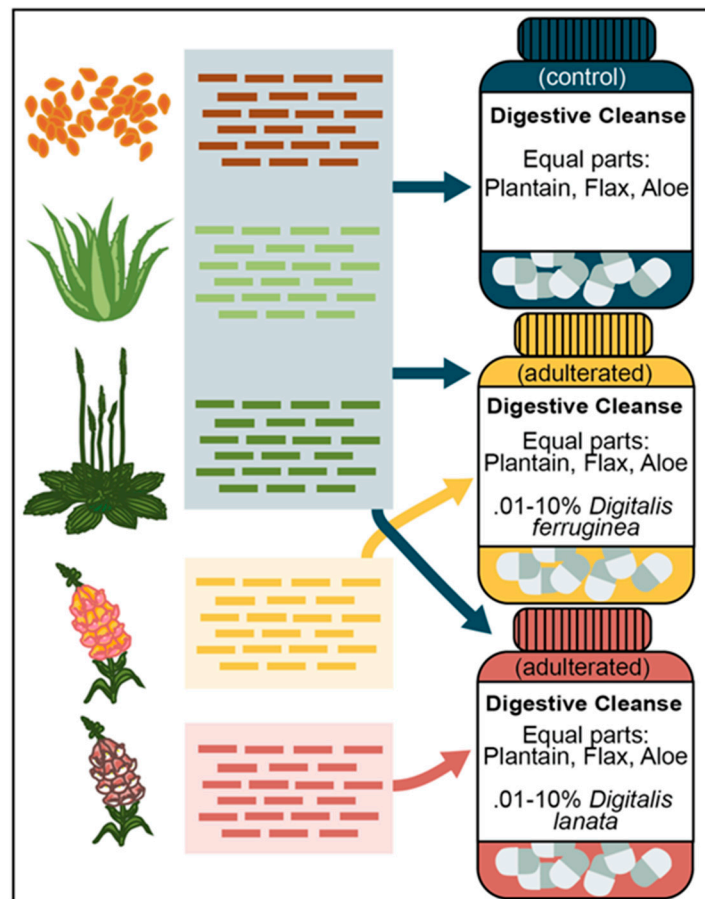 (control)
Digestive Cleanse
Equal parts:
Plantain, Flax, Aloe
(adulterated)
Digestive Cleanse
Equal parts:
Plantain, Flax, Aloe
.01-10% Digitalis
ferruginea
(adulterated)
Digestive Cleanse
Equal parts:
Plantain, Flax, Aloe
.01-10% Digitalis
lanata